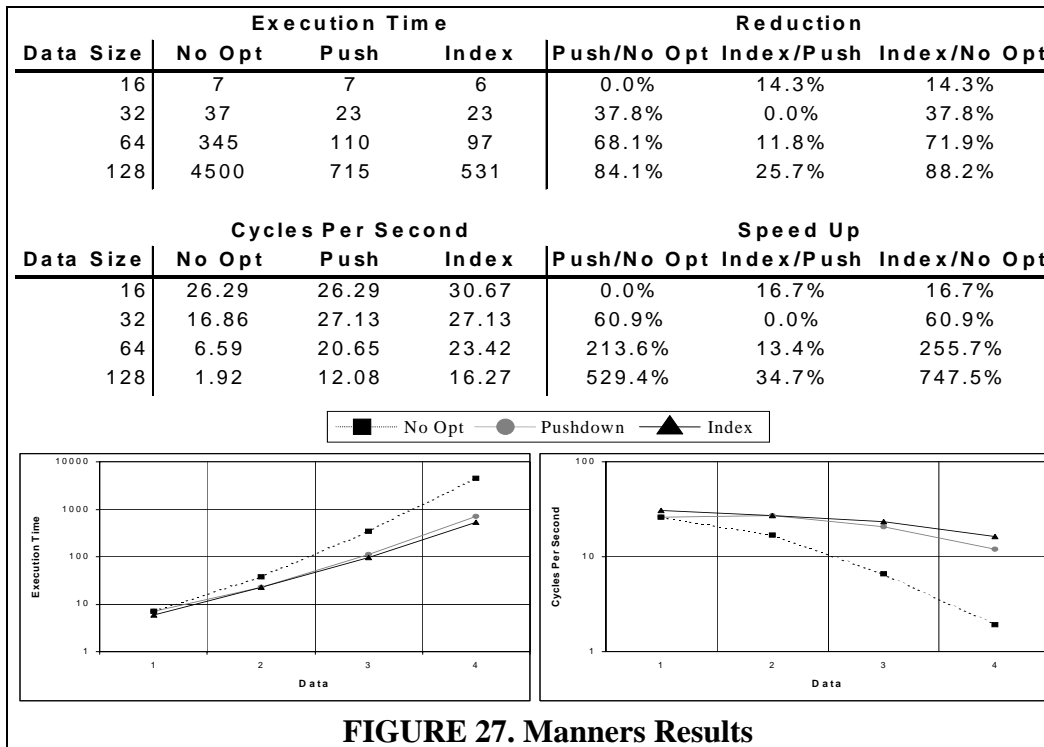 Execution Time Reduction
Data Size No Opt Push Index Push/No Opt Index/Push Index/No Opt
16 7 7 6 0.0% 14.3% 14.3%
32 37 23 23 37.8% 0.0% 37.8%
64 345 110 97 68.1% 11.8% 71.9%
128 4500 715 531 84.1% 25.7% 88.2%
Cycles Per Second Speed Up
Data Size No Opt Push Index Push/No Opt Index/Push Index/No Opt
16 26.29 26.29 30.67 0.0% 16.7% 16.7%
32 16.86 27.13 27.13 60.9% 0.0% 60.9%
64 6.59 20.65 23.42 213.6% 13.4% 255.7%
128 1.92 12.08 16.27 529.4% 34.7% 747.5%
No Opt Pushdown Index
Execution Time
10000
1000
100
10
1
1 2 3 4
Data
Cycles Per Second
100
10
1
1 2 3 4
Data
FIGURE 27. Manners Results